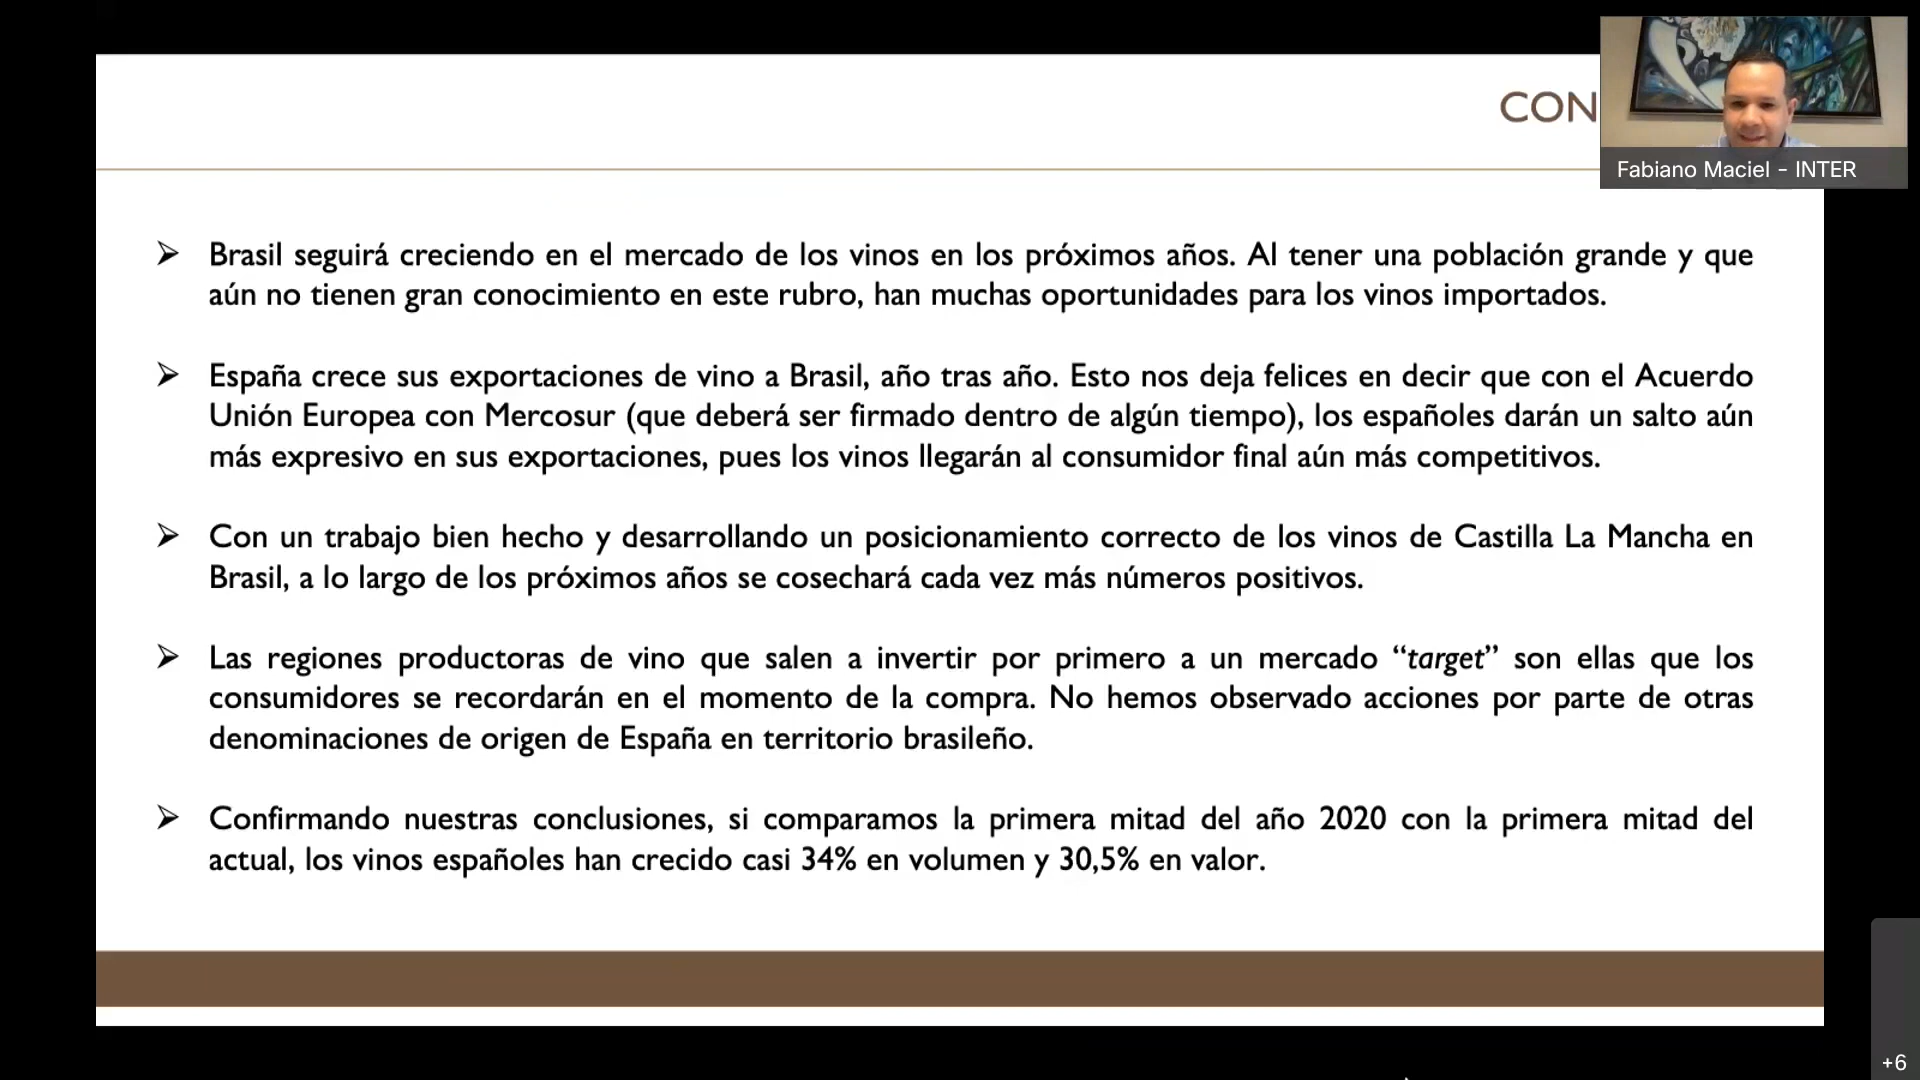 CON
Fabiano Maciel - INTER
➢ Brasil seguirá creciendo en el mercado de los vinos en los próximos años. Al tener una población grande y que
aún no tienen gran conocimiento en este rubro, han muchas oportunidades para los vinos importados.
➢ España crece sus exportaciones de vino a Brasil, año tras año. Esto nos deja felices en decir que con el Acuerdo
Unión Europea con Mercosur (que deberá ser firmado dentro de algún tiempo), los españoles darán un salto aún
más expresivo en sus exportaciones, pues los vinos llegarán al consumidor final aún más competitivos.
➢ Con un trabajo bien hecho y desarrollando un posicionamiento correcto de los vinos de Castilla La Mancha en
Brasil, a lo largo de los próximos años se cosechará cada vez más números positivos.
➢ Las regiones productoras de vino que salen a invertir por primero a un mercado “target” son ellas que los
consumidores se recordarán en el momento de la compra. No hemos observado acciones por parte de otras
denominaciones de origen de España en territorio brasileño.
➢ Confirmando nuestras conclusiones, si comparamos la primera mitad del año 2020 con la primera mitad del
actual, los vinos españoles han crecido casi 34% en volumen y 30,5% en valor.
+6